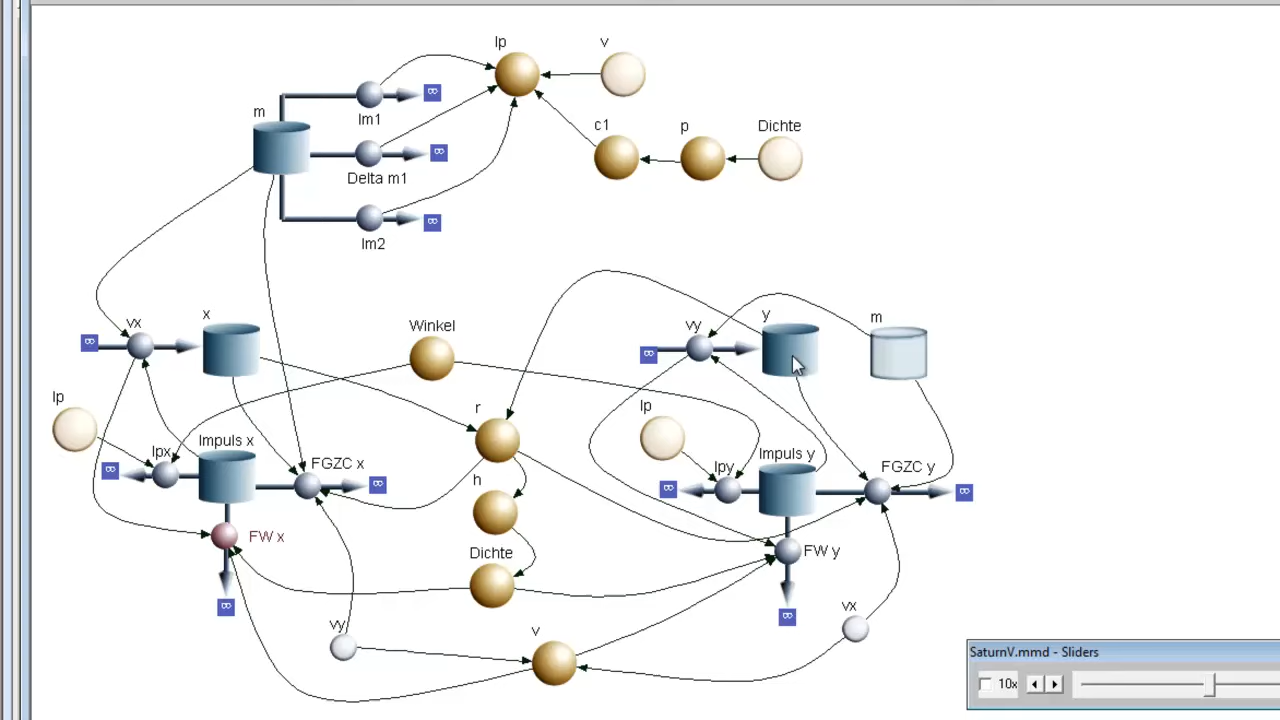 Ip
v
m
Im1
c1
p
Dichte
Delta m1
Im2
vx
x
Winkel
vy
y
m
Ip
r
Ip
Impuls x
Ipx
FGZC x
Impuls y
Ipy
FGZC y
h
FW x
Dichte
FW y
vy
v
vx
SaturnV.mmd - Sliders
10x